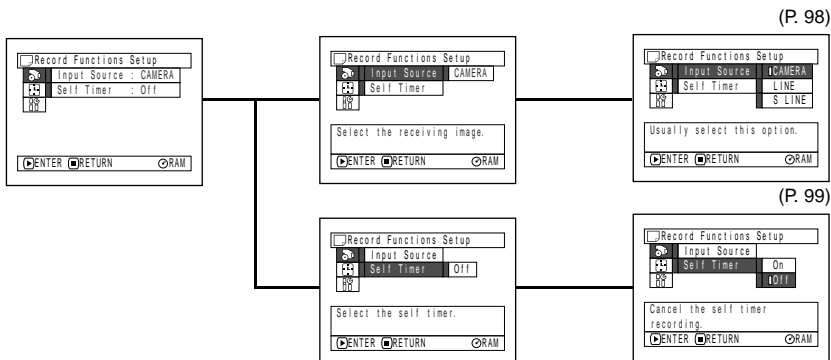 (P. 98)
Record Functions Setup
Input Source : CAMERA
Self Timer : Off
ENTER RETURN RAM
Record Functions Setup
Input Source CAMERA
Self Timer
Select the receiving image.
ENTER RETURN RAM
Record Functions Setup
Input Source CAMERA
Self Timer LINE
S LINE
Usually select this option.
ENTER RETURN RAM
(P. 99)
Record Functions Setup
Input Source
Self Timer Off
Select the self timer.
ENTER RETURN RAM
Record Functions Setup
Input Source
Self Timer On
Off
Cancel the self timer
recording.
ENTER RETURN RAM